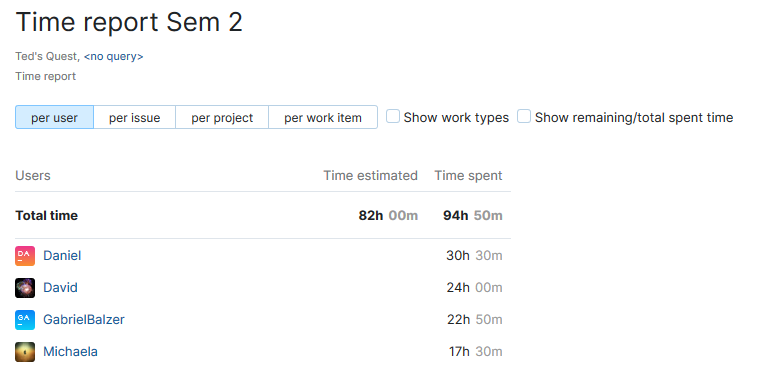 Time report Sem 2
Ted's Quest, <no query>
Time report
per user per issue per project per work item Show work types Show remaining/total spent time
Users Time estimated Time spent
Total time 82h 00m 94h 50m
DA Daniel 30h 30m
David 24h 00m
GA GabrielBalzer 22h 50m
Michaela 17h 30m